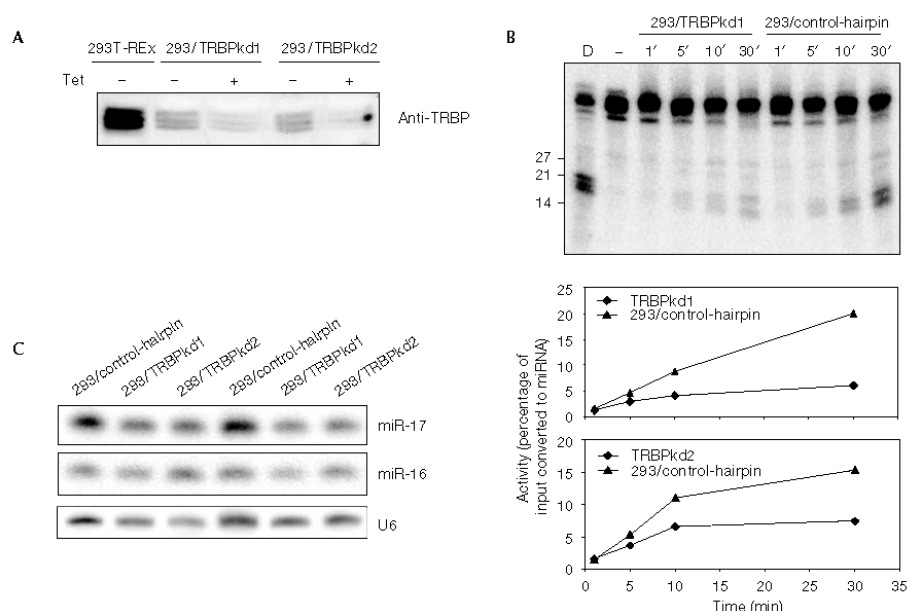 A
293T-REx 293/TRBPkd1 293/TRBPkd2
Tet – – + – +
Anti-TRBP
B
293/TRBPkd1 293/control-hairpin
D – 1′ 5′ 10′ 30′ 1′ 5′ 10′ 30′
27
21
14
25
20
15
10
5
0
TRBPkd1
293/control-hairpin
20
15
10
5
0
TRBPkd2
293/control-hairpin
0 5 10 15 20 25 30 35
Time (min)
Activity (percentage of
input converted to miRNA)
C
293/control-hairpin 293/TRBPkd1 293/TRBPkd2 293/control-hairpin 293/TRBPkd1 293/TRBPkd2
miR-17
miR-16
U6